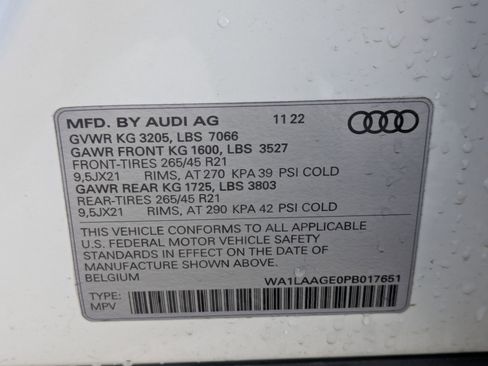 MFD. BY AUDI AG 11 22
GVWR KG 3205, LBS 7066
GAWR FRONT KG 1600, LBS 3527
FRONT-TIRES 265/45 R21
9,5JX21 RIMS, AT 270 KPA 39 PSI COLD
GAWR REAR KG 1725, LBS 3803
REAR-TIRES 265/45 R21
9,5JX21 RIMS, AT 290 KPA 42 PSI COLD
THIS VEHICLE CONFORMS TO ALL APPLICABLE
U.S. FEDERAL MOTOR VEHICLE SAFETY
STANDARDS IN EFFECT ON THE DATE OF
MANUFACTURE SHOWN ABOVE.
BELGIUM WA1LAAGE0PB017651
TYPE:
MPV